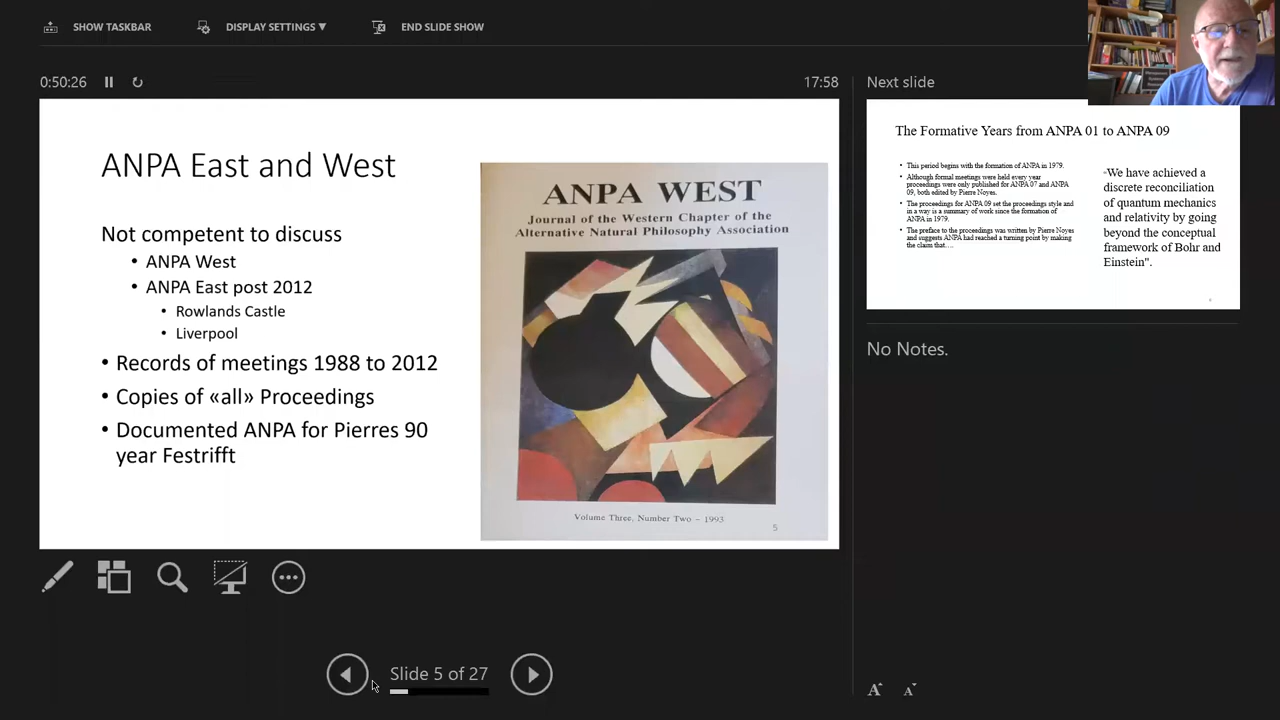 SHOW TASKBAR
DISPLAY SETTINGS ▼
END SLIDE SHOW
0:50:26
17:58
Next slide
ANPA East and West
Not competent to discuss
• ANPA West
• ANPA East post 2012
• Rowlands Castle
• Liverpool
• Records of meetings 1988 to 2012
• Copies of «all» Proceedings
• Documented ANPA for Pierres 90
year Festrifft
ANPA WEST
Journal of the Western Chapter of the
Alternative Natural Philosophy Association
Volume Three, Number Two – 1993
5
The Formative Years from ANPA 01 to ANPA 09
• This period begins with the formation of ANPA in 1979.
• Although formal meetings were held every year
proceedings were only published for ANPA 07 and ANPA
09, both edited by Pierre Noyes.
• The proceedings for ANPA 09 set the proceedings style and
in a way is a summary of work since the formation of
ANPA in 1979.
• The preface to the proceedings was written by Pierre Noyes
and suggests ANPA had reached a turning point by making
the claim that….
"We have achieved a
discrete reconciliation
of quantum mechanics
and relativity by going
beyond the conceptual
framework of Bohr and
Einstein".
No Notes.
Slide 5 of 27
A A